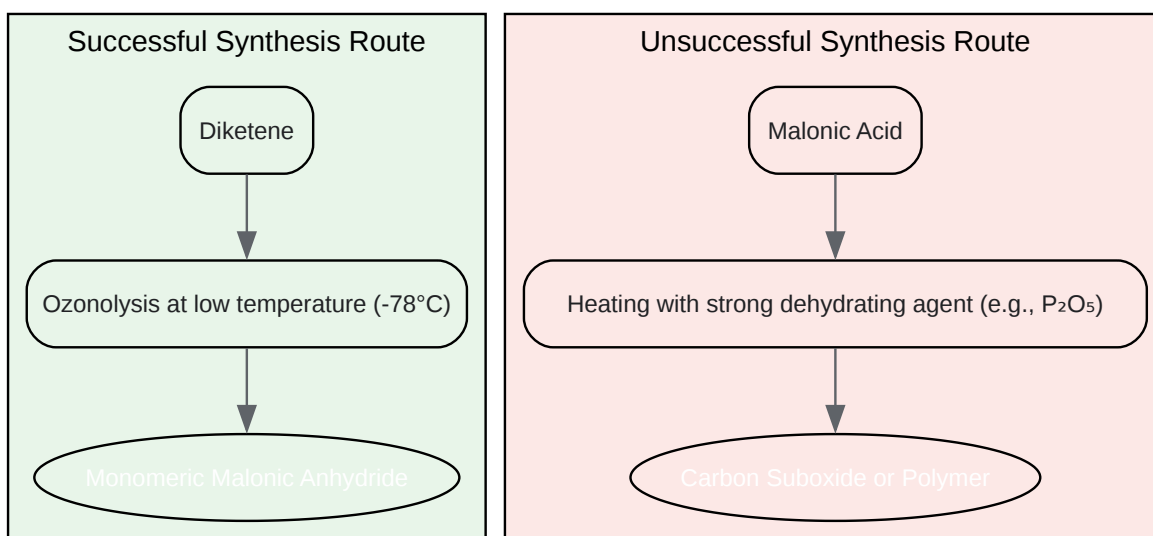 Successful Synthesis Route
Diketene
Ozonolysis at low temperature (-78°C)
Monomeric Malonic Anhydride
Unsuccessful Synthesis Route
Malonic Acid
Heating with strong dehydrating agent (e.g., P₂O₅)
Carbon Suboxide or Polymer